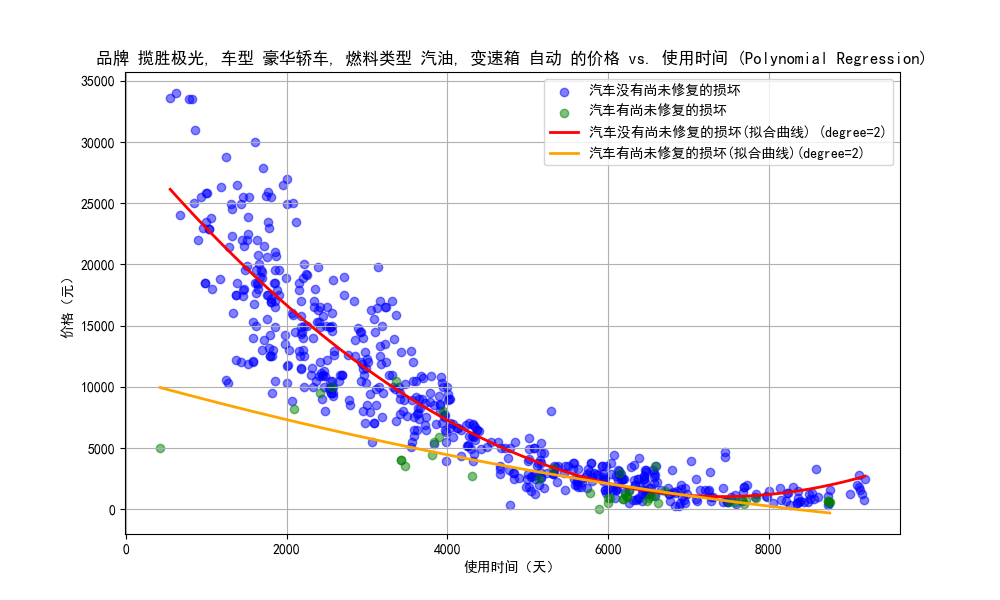 品牌 揽胜极光, 车型 豪华轿车, 燃料类型 汽油, 变速箱 自动 的价格 vs. 使用时间 (Polynomial Regression)
汽车没有尚未修复的损坏
汽车有尚未修复的损坏
汽车没有尚未修复的损坏(拟合曲线) (degree=2)
汽车有尚未修复的损坏(拟合曲线)(degree=2)
价格（元）
35000
30000
25000
20000
15000
10000
5000
0
0 2000 4000 6000 8000
使用时间（天）